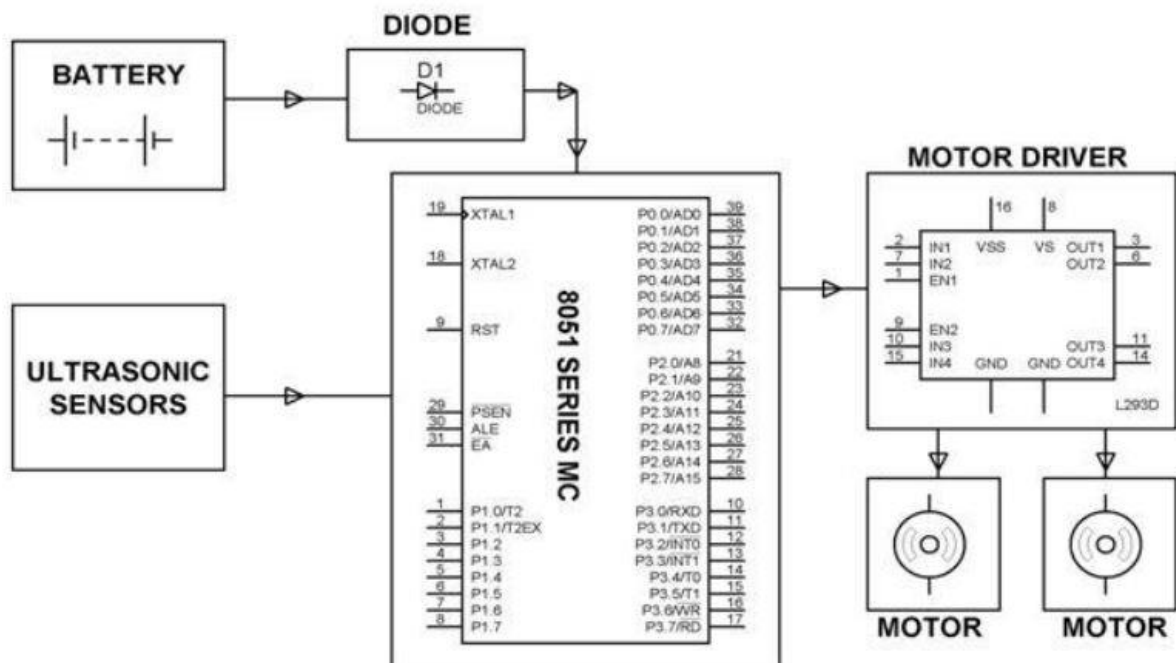 DIODE
BATTERY
D1
DIODE
MOTOR DRIVER
ULTRASONIC
SENSORS
8051 SERIES MC
19 XTAL1
18 XTAL2
9 RST
29 PSEN
30 ALE
31 EA
1 P1.0/T2
2 P1.1/T2EX
3 P1.2
4 P1.3
5 P1.4
6 P1.5
7 P1.6
8 P1.7
P0.0/AD0 39
P0.1/AD1 38
P0.2/AD2 37
P0.3/AD3 36
P0.4/AD4 35
P0.5/AD5 34
P0.6/AD6 33
P0.7/AD7 32
P2.0/A8 21
P2.1/A9 22
P2.2/A10 23
P2.3/A11 24
P2.4/A12 25
P2.5/A13 26
P2.6/A14 27
P2.7/A15 28
P3.0/RXD 10
P3.1/TXD 11
P3.2/INT0 12
P3.3/INT1 13
P3.4/T0 14
P3.5/T1 15
P3.6/WR 16
P3.7/RD 17
16 8
2 IN1 VSS VS OUT1 3
7 IN2 OUT2 6
1 EN1
9 EN2
10 IN3 OUT3 11
15 IN4 GND GND OUT4 14
L293D
MOTOR MOTOR